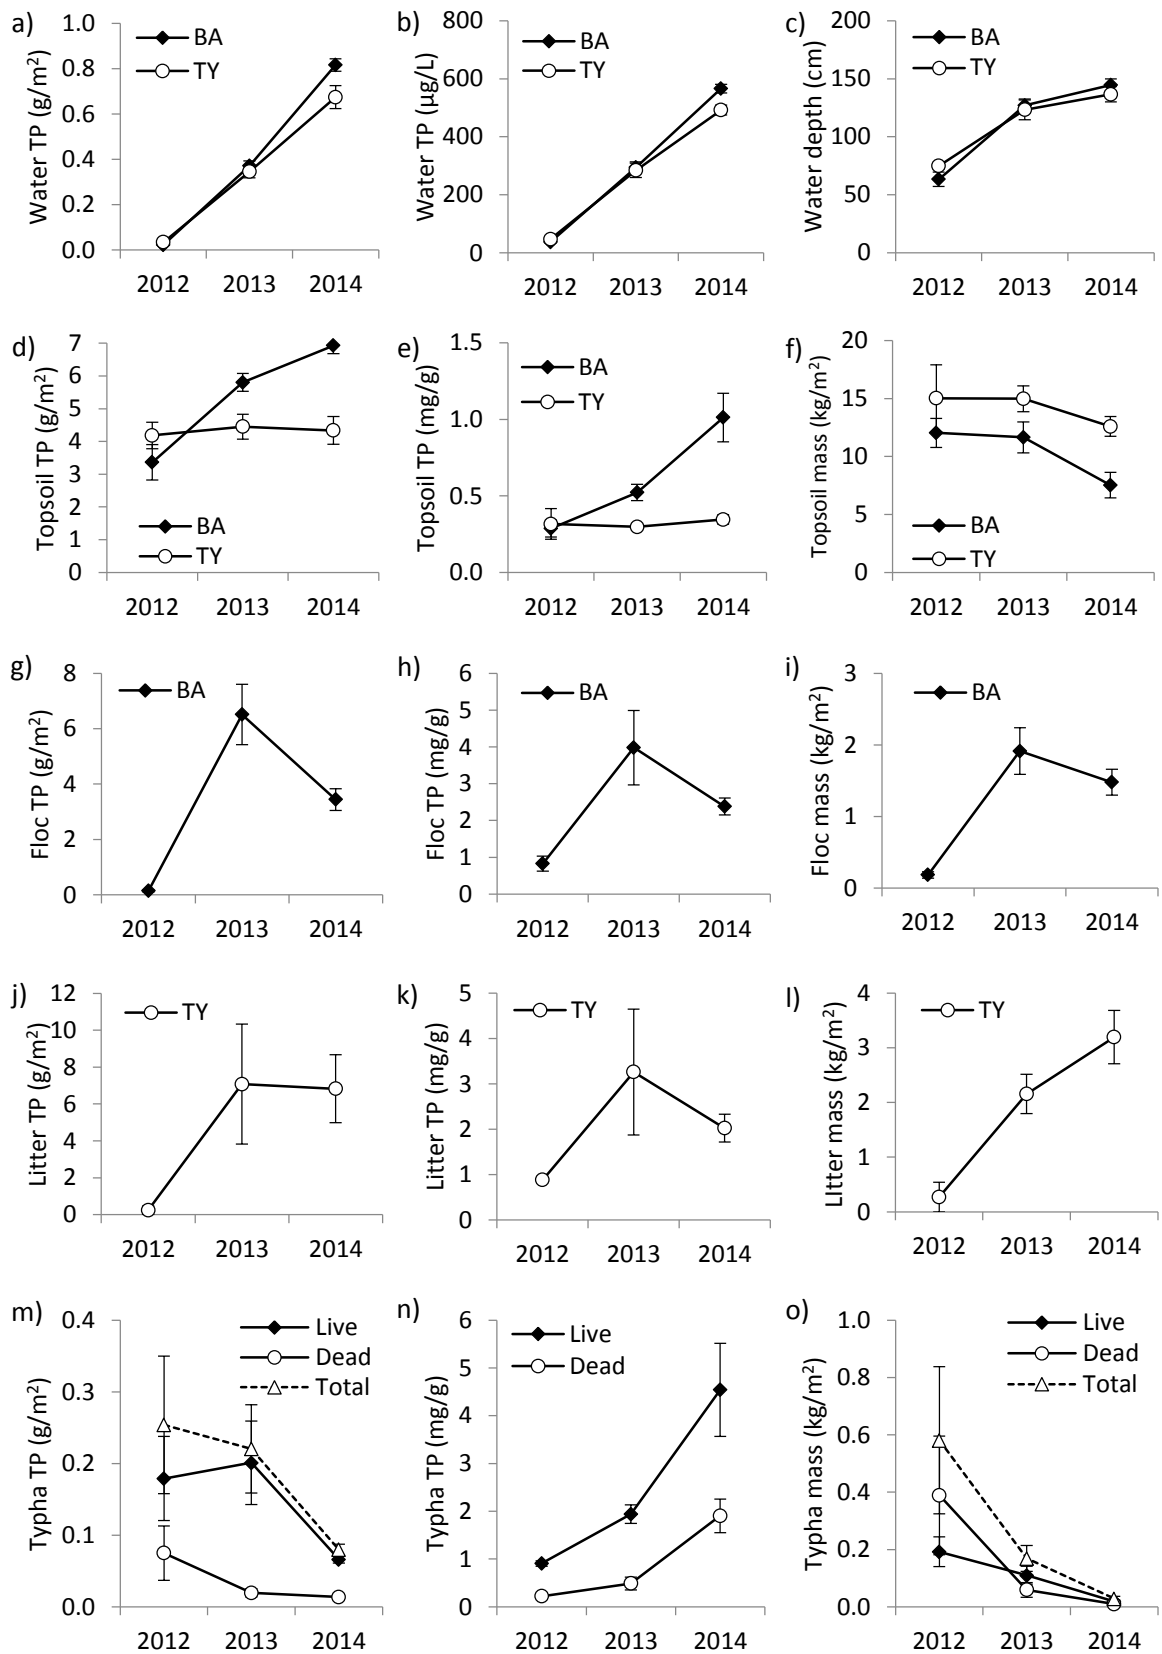 a)
Water TP (g/m²)
1.0
0.8
0.6
0.4
0.2
0.0
BA
TY
2012 2013 2014
b)
Water TP (µg/L)
800
600
400
200
0
BA
TY
2012 2013 2014
c)
Water depth (cm)
200
150
100
50
0
BA
TY
2012 2013 2014
d)
Topsoil TP (g/m²)
7
6
5
4
3
2
1
0
BA
TY
2012 2013 2014
e)
Topsoil TP (mg/g)
1.5
1.0
0.5
0.0
BA
TY
2012 2013 2014
f)
Topsoil mass (kg/m²)
20
15
10
5
0
BA
TY
2012 2013 2014
g)
Floc TP (g/m²)
8
6
4
2
0
BA
2012 2013 2014
h)
Floc TP (mg/g)
6
5
4
3
2
1
0
BA
2012 2013 2014
i)
Floc mass (kg/m²)
3
2
1
0
BA
2012 2013 2014
j)
Litter TP (g/m²)
12
10
8
6
4
2
0
TY
2012 2013 2014
k)
Litter TP (mg/g)
5
4
3
2
1
0
TY
2012 2013 2014
l)
LItter mass (kg/m²)
4
3
2
1
0
TY
2012 2013 2014
m)
Typha TP (g/m²)
0.4
0.3
0.2
0.1
0.0
Live
Dead
Total
2012 2013 2014
n)
Typha TP (mg/g)
6
5
4
3
2
1
0
Live
Dead
2012 2013 2014
o)
Typha mass (kg/m²)
1.0
0.8
0.6
0.4
0.2
0.0
Live
Dead
Total
2012 2013 2014